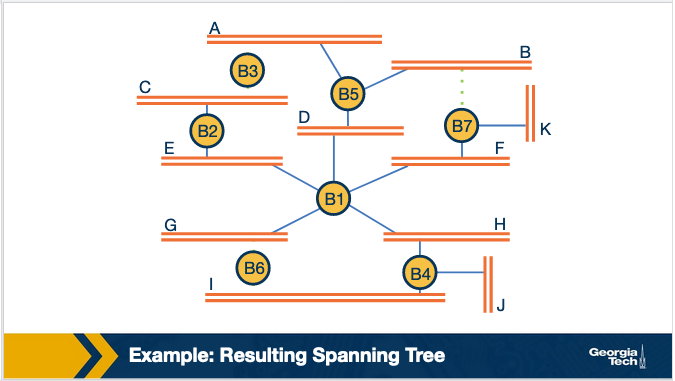 A
B
B3
C
B5
D
B2
B7
K
E
F
B1
G
H
B6
B4
I
J
Example: Resulting Spanning Tree
Georgia
Tech